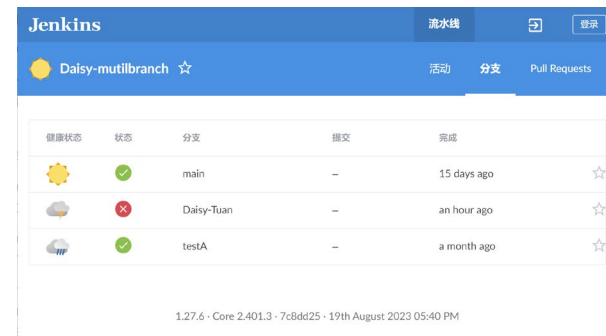 Jenkins 流水线 登录
Daisy-mutilbranch 活动 分支 Pull Requests
健康状态 状态 分支 提交 完成
main – 15 days ago
Daisy-Tuan – an hour ago
testA – a month ago
1.27.6 · Core 2.401.3 · 7c8dd25 · 19th August 2023 05:40 PM